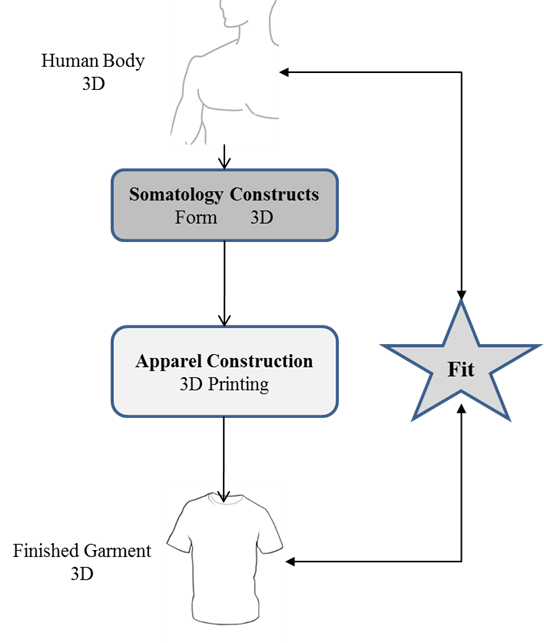 Human Body
3D
Somatology Constructs
Form 3D
Apparel Construction
3D Printing
Fit
Finished Garment
3D